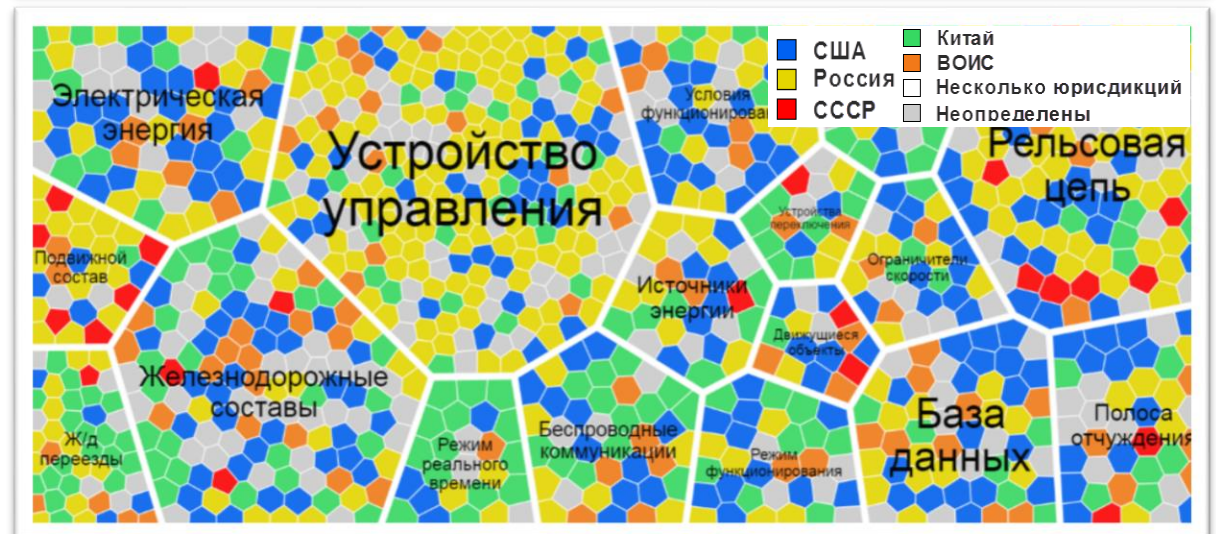 США
Россия
СССР
Китай
ВОИС
Несколько юрисдикций
Неопределены
Электрическая
энергия
Устройство
управления
Условия
функционирова
Рельсовая
цепь
Устройства
переключения
Подвижной
состав
Источники
энергии
Ограничители
скорости
Движущиеся
объекты
Железнодорожные
составы
Ж/д
переезды
Режим
реального
времени
Беспроводные
коммуникации
Режим
функционирования
База
данных
Полоса
отчуждения